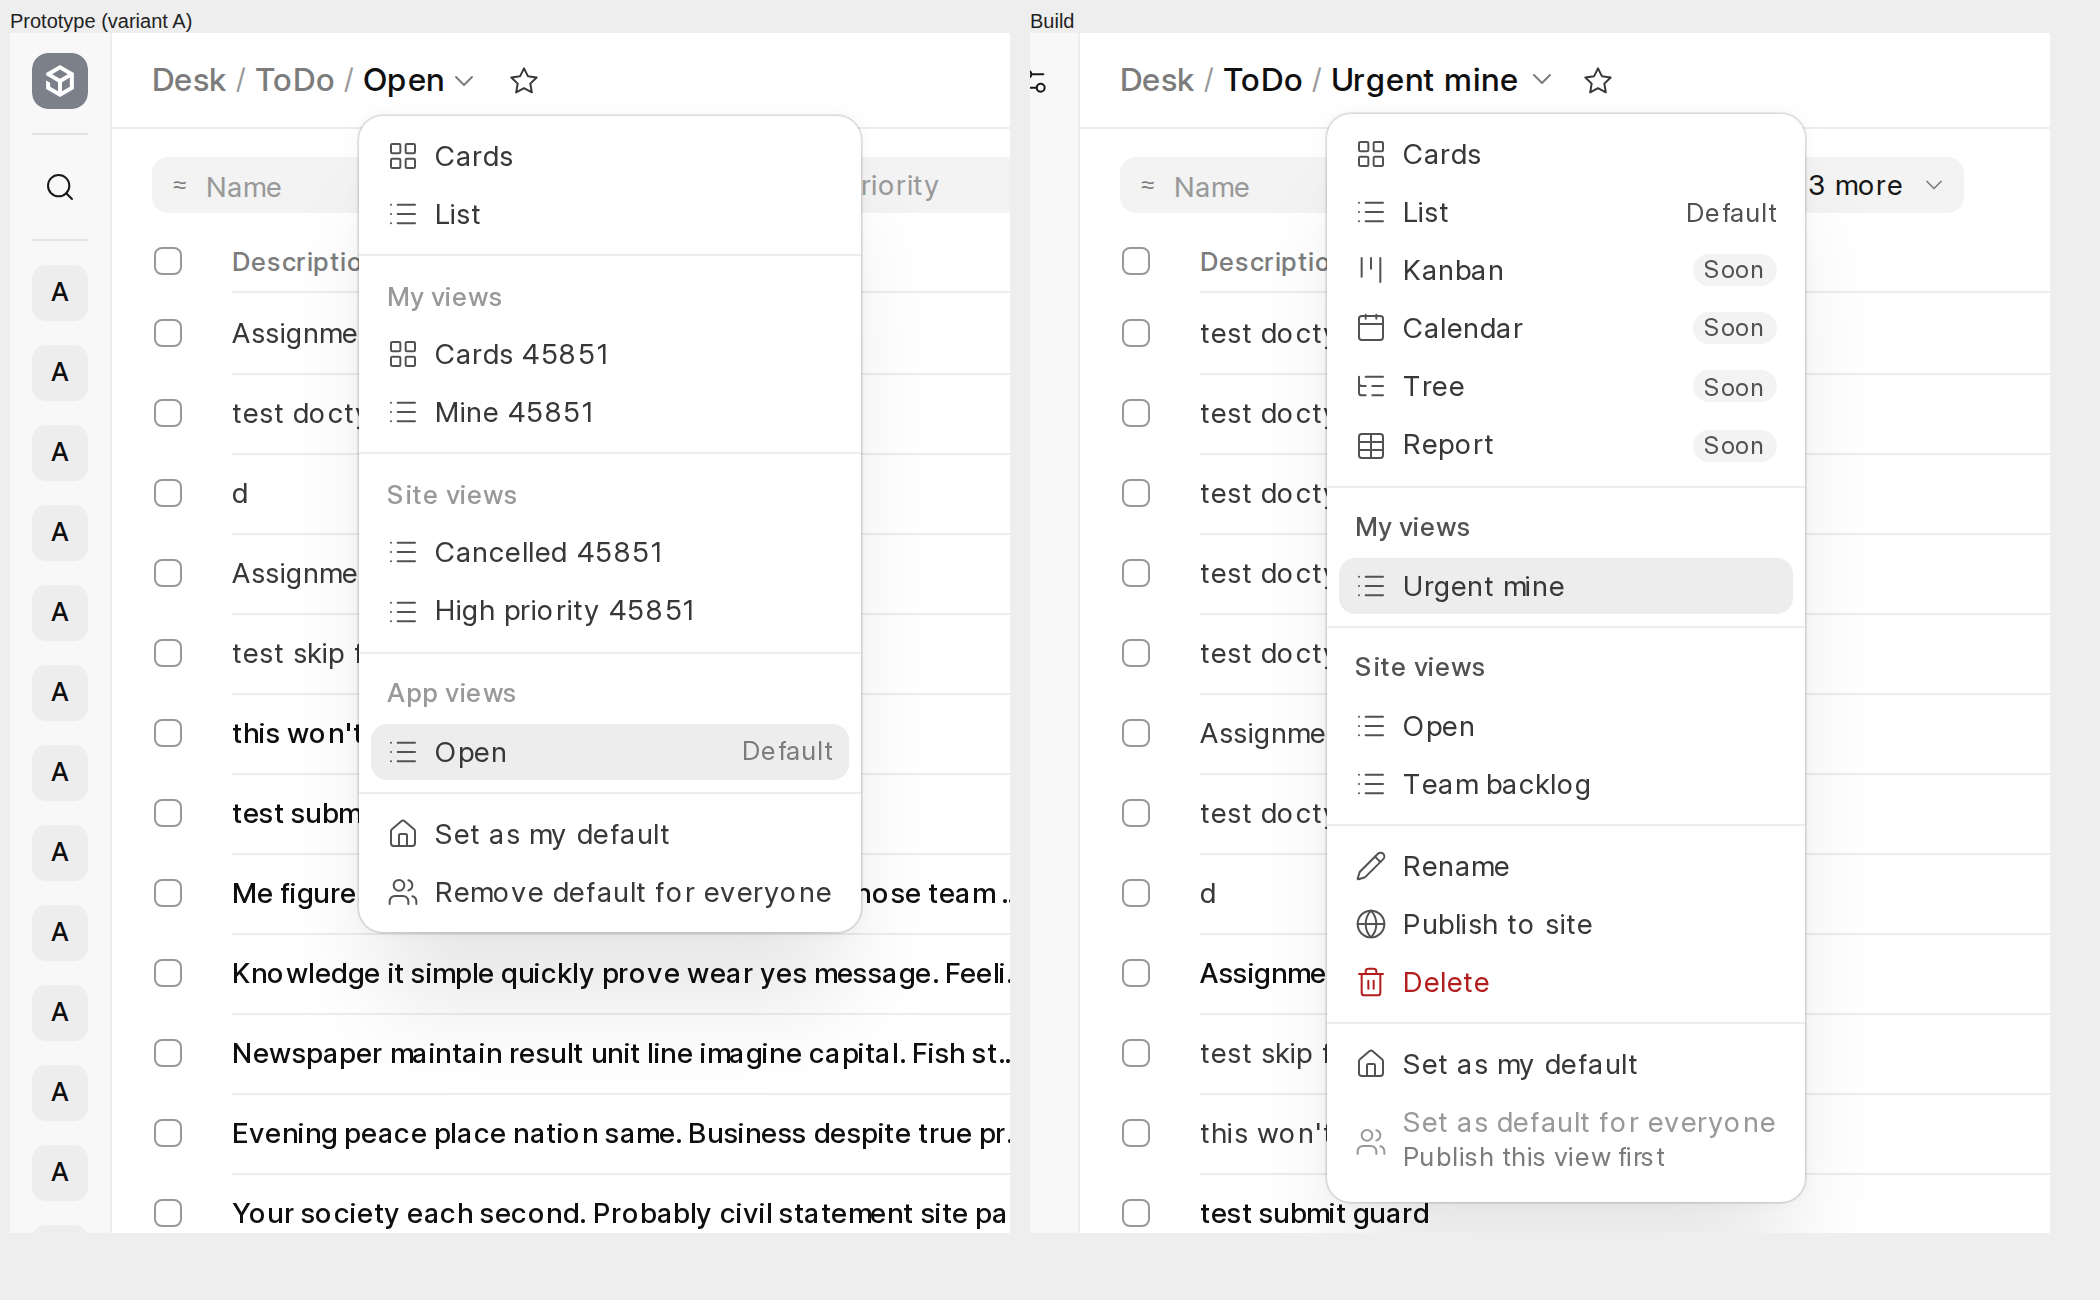 Prototype (variant A)
Desk / ToDo / Open
≈ Name
riority
Descriptio
Assignme
test docty
d
Assignme
test skip f
this won't
test subm
Me figure
hose team ..
Knowledge it simple quickly prove wear yes message. Feeli.
Newspaper maintain result unit line imagine capital. Fish st..
Evening peace place nation same. Business despite true pr.
Your society each second. Probably civil statement site pa
A
A
A
A
A
A
A
A
A
A
A
A
Cards
List
My views
Cards 45851
Mine 45851
Site views
Cancelled 45851
High priority 45851
App views
Open Default
Set as my default
Remove default for everyone
Build
Desk / ToDo / Urgent mine
≈ Name
3 more
Descriptio
test docty
test docty
test docty
test docty
test docty
Assignme
test docty
d
Assignme
test skip f
this won't
test submit guard
Cards
List Default
Kanban Soon
Calendar Soon
Tree Soon
Report Soon
My views
Urgent mine
Site views
Open
Team backlog
Rename
Publish to site
Delete
Set as my default
Set as default for everyone
Publish this view first